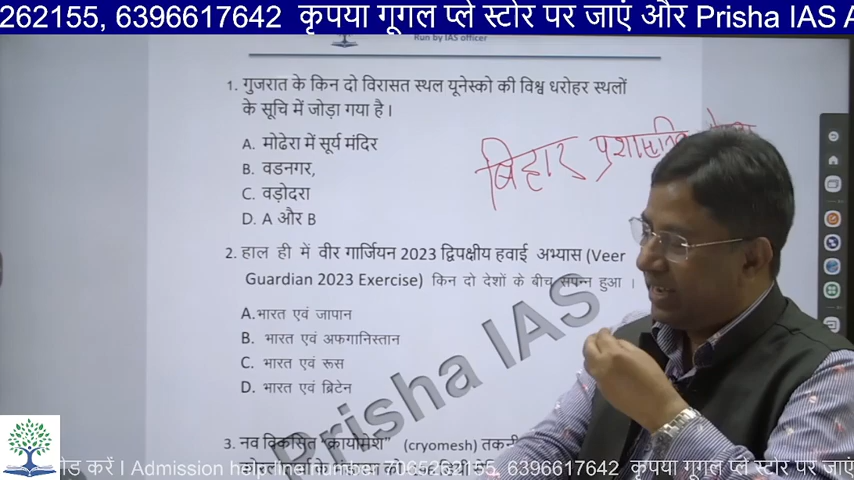 262155, 6396617642 कृपया गूगल प्ले स्टोर पर जाएं और Prisha IAS A
Run by IAS officer
1. गुजरात के किन दो विरासत स्थल यूनेस्को की विश्व धरोहर स्थलों
के सूचि में जोड़ा गया है।
बिहार प्रशासनिक
A. मोढेरा में सूर्य मंदिर
B. वडनगर,
C. वड़ोदरा
D. A और B
2. हाल ही में वीर गार्जियन 2023 द्विपक्षीय हवाई अभ्यास (Veer
Guardian 2023 Exercise) किन दो देशों के बीच संपन्न हुआ ।
A.भारत एवं जापान
B. भारत एवं अफगानिस्तान
C. भारत एवं रूस
D. भारत एवं ब्रिटेन
Prisha IAS
3. नव विकसित "क्रायोमेश" (cryomesh)
ोड करें I Admission help line number 7065262155, 6396617642 कृपया गूगल प्ले स्टोर पर जाएं